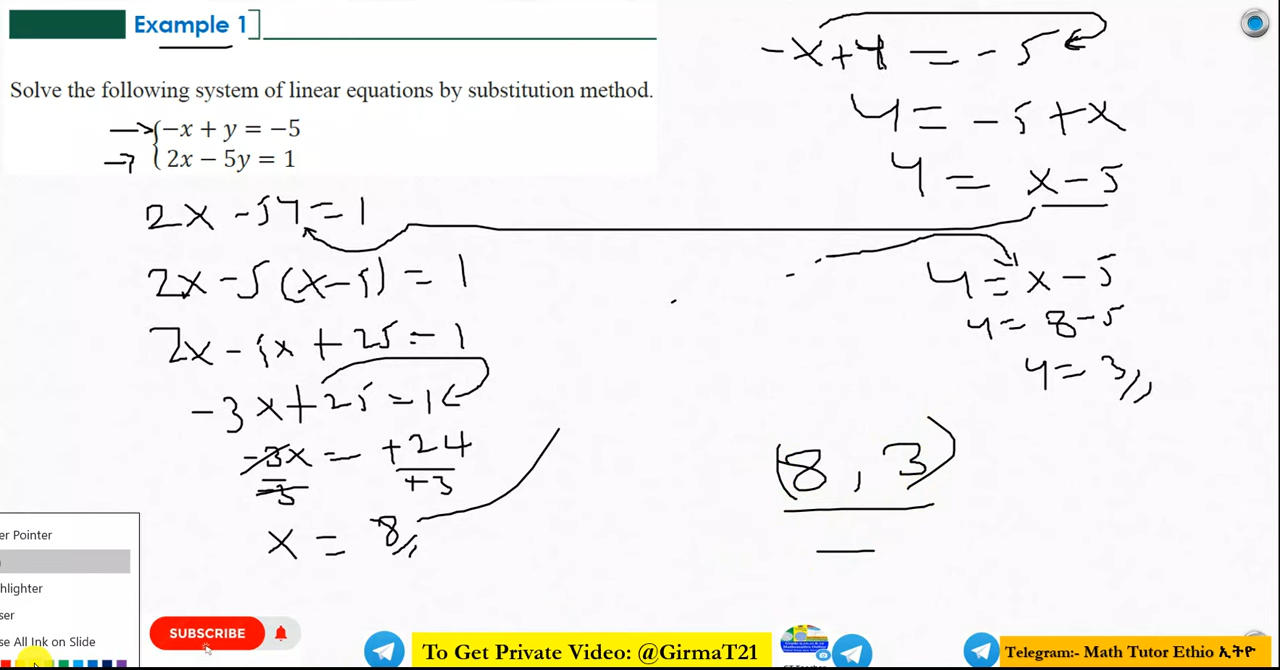 Example 1
Solve the following system of linear equations by substitution method.
-x + y = -5
2x - 5y = 1
2x - 5y = 1
2x - 5(x - 5) = 1
2x - 5x + 25 = 1
-3x + 25 = 1
-3x = +24
-3 +3
x = 8
-x + y = -5
y = -5 + x
y = x - 5
y = x - 5
y = 8 - 5
y = 3
(8, 3)
er Pointer
hlighter
ser
se All Ink on Slide
SUBSCRIBE
To Get Private Video: @GirmaT21
Telegram:- Math Tutor Ethio ኢትዮ